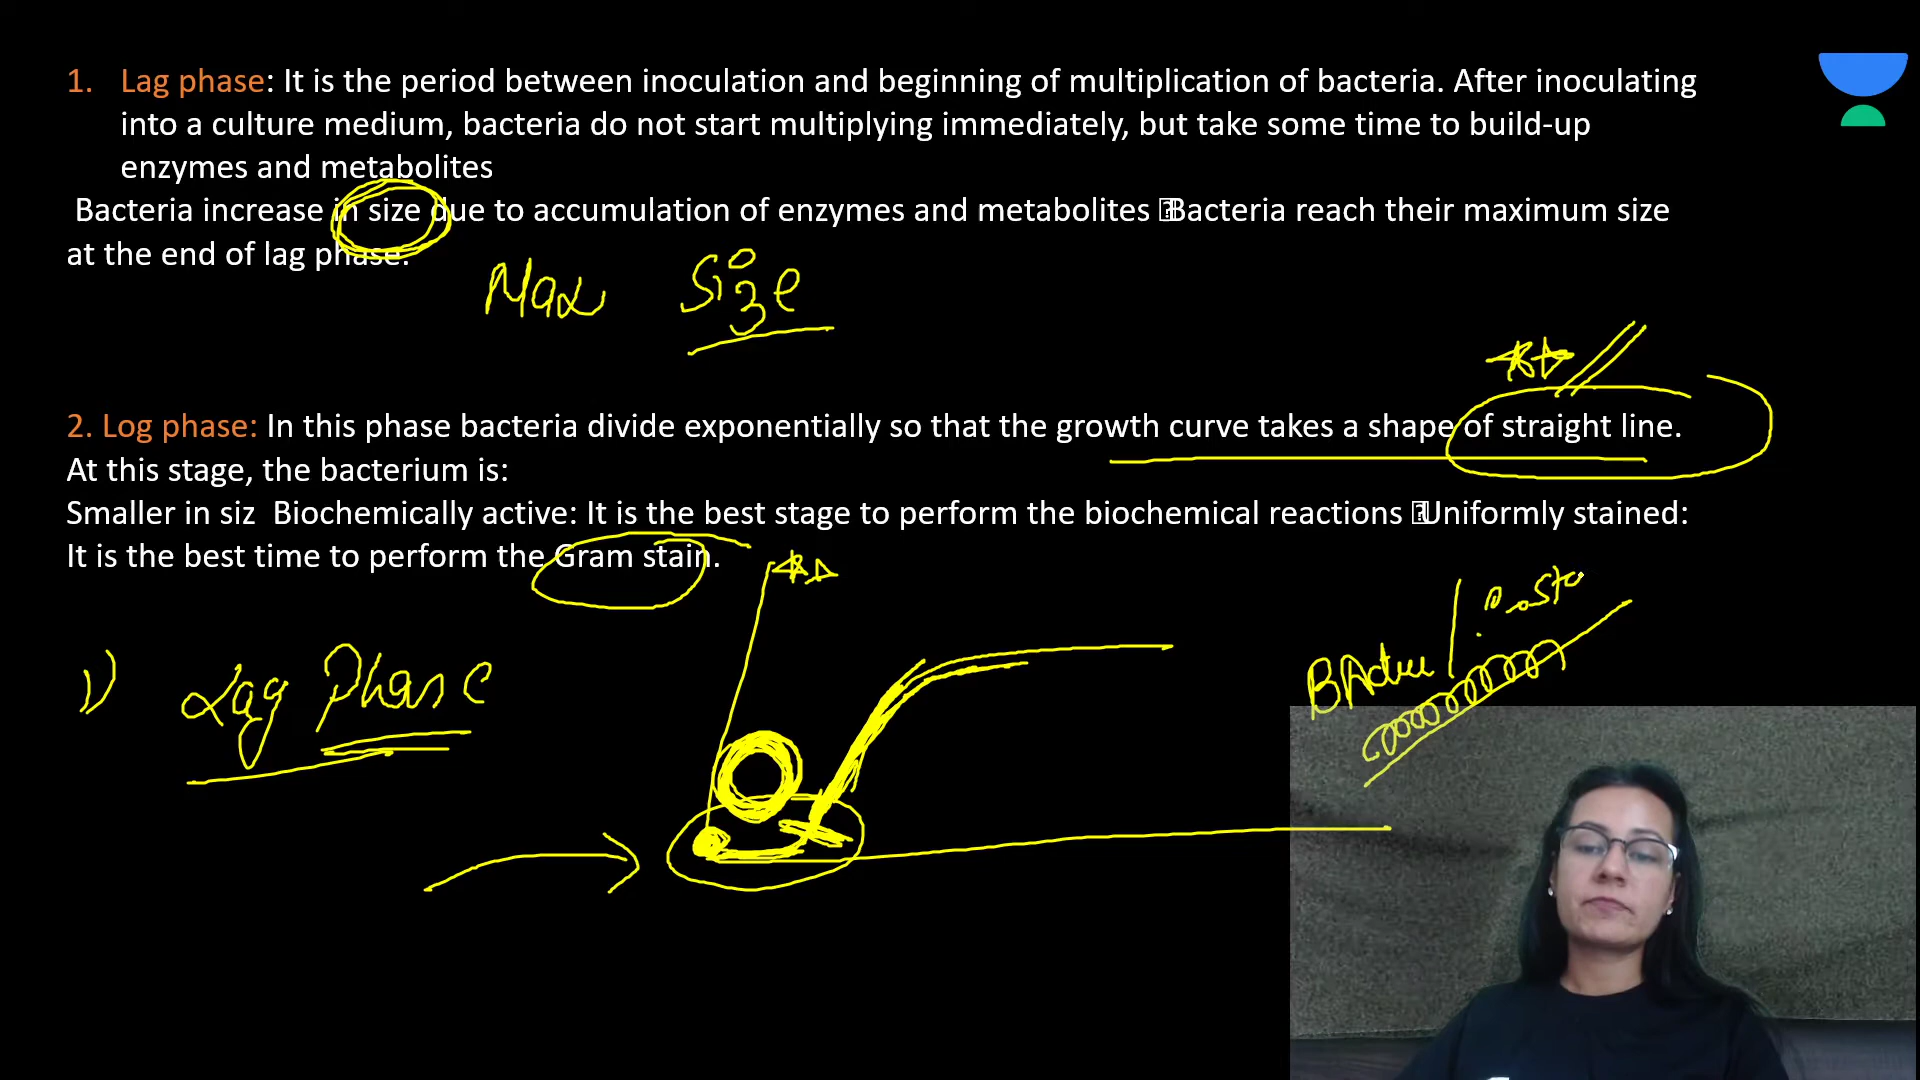 1. Lag phase: It is the period between inoculation and beginning of multiplication of bacteria. After inoculating
into a culture medium, bacteria do not start multiplying immediately, but take some time to build-up
enzymes and metabolites
Bacteria increase in size due to accumulation of enzymes and metabolites Bacteria reach their maximum size
at the end of lag phase.
Max Size
2. Log phase: In this phase bacteria divide exponentially so that the growth curve takes a shape of straight line.
At this stage, the bacterium is:
Smaller in siz Biochemically active: It is the best stage to perform the biochemical reactions Uniformly stained:
It is the best time to perform the Gram stain.
1) Lag Phase